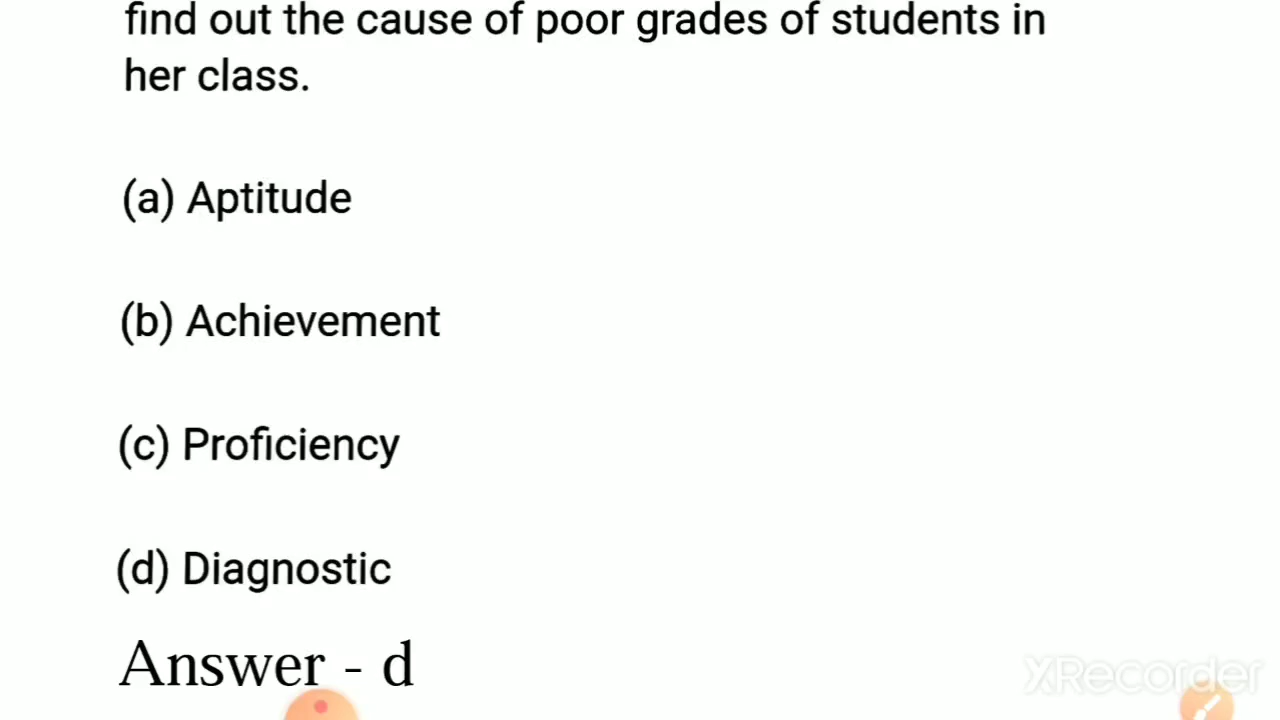 find out the cause of poor grades of students in
her class.
(a) Aptitude
(b) Achievement
(c) Proficiency
(d) Diagnostic
Answer - d
XRecorder